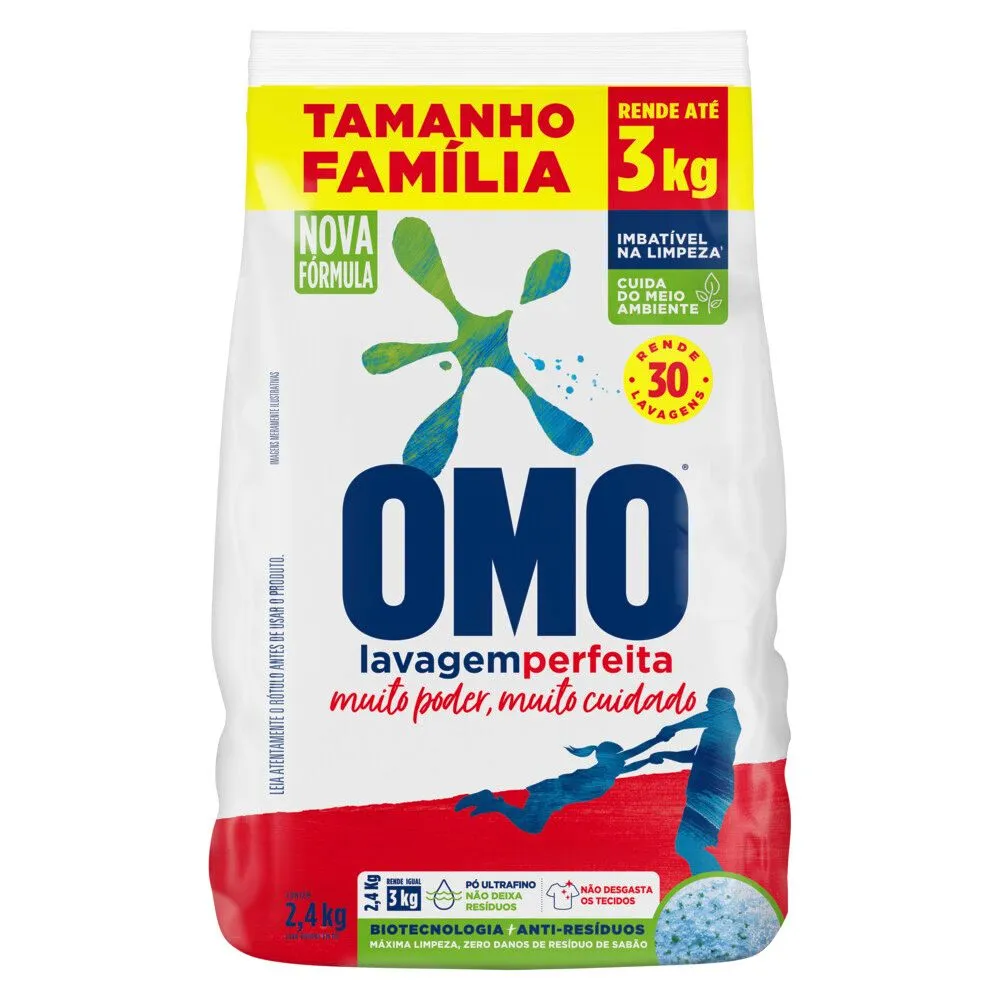 TAMANHO
FAMÍLIA
RENDE ATÉ
3 kg
NOVA
FÓRMULA
IMBATÍVEL
NA LIMPEZA¹
CUIDA
DO MEIO
AMBIENTE
RENDE
30
LAVAGENS
IMAGENS MERAMENTE ILUSTRATIVAS
OMO®
lavagemperfeita
muito poder, muito cuidado
LEIA ATENTAMENTE O RÓTULO ANTES DE USAR O PRODUTO.
CONTÉM
2,4 kg
2,4 Kg
RENDE IGUAL
3 kg
PÓ ULTRAFINO
NÃO DEIXA
RESÍDUOS
NÃO DESGASTA
OS TECIDOS
BIOTECNOLOGIA + ANTI-RESÍDUOS
MÁXIMA LIMPEZA, ZERO DANOS DE RESÍDUO DE SABÃO